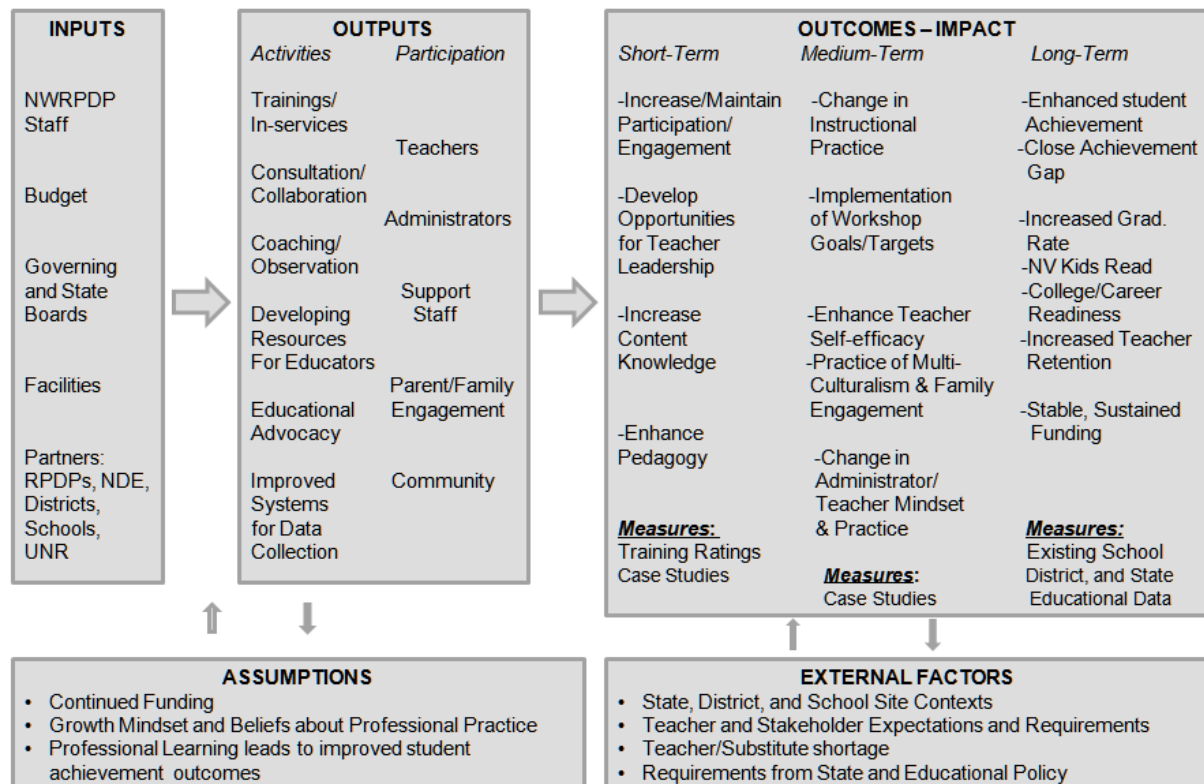 INPUTS
NWRPDP
Staff
Budget
Governing
and State
Boards
Facilities
Partners:
RPDPs, NDE,
Districts,
Schools,
UNR
OUTPUTS
Activities
Trainings/
In-services
Consultation/
Collaboration
Coaching/
Observation
Developing
Resources
For Educators
Educational
Advocacy
Improved
Systems
for Data
Collection
Participation
Teachers
Administrators
Support
Staff
Parent/Family
Engagement
Community
OUTCOMES – IMPACT
Short-Term
-Increase/Maintain
Participation/
Engagement
-Develop
Opportunities
for Teacher
Leadership
-Increase
Content
Knowledge
-Enhance
Pedagogy
Measures:
Training Ratings
Case Studies
Medium-Term
-Change in
Instructional
Practice
-Implementation
of Workshop
Goals/Targets
-Enhance Teacher
Self-efficacy
-Practice of Multi-
Culturalism & Family
Engagement
-Change in
Administrator/
Teacher Mindset
& Practice
Measures:
Case Studies
Long-Term
-Enhanced student
Achievement
-Close Achievement
Gap
-Increased Grad.
Rate
-NV Kids Read
-College/Career
Readiness
-Increased Teacher
Retention
-Stable, Sustained
Funding
Measures:
Existing School
District, and State
Educational Data
ASSUMPTIONS
• Continued Funding
• Growth Mindset and Beliefs about Professional Practice
• Professional Learning leads to improved student
achievement outcomes
EXTERNAL FACTORS
• State, District, and School Site Contexts
• Teacher and Stakeholder Expectations and Requirements
• Teacher/Substitute shortage
• Requirements from State and Educational Policy